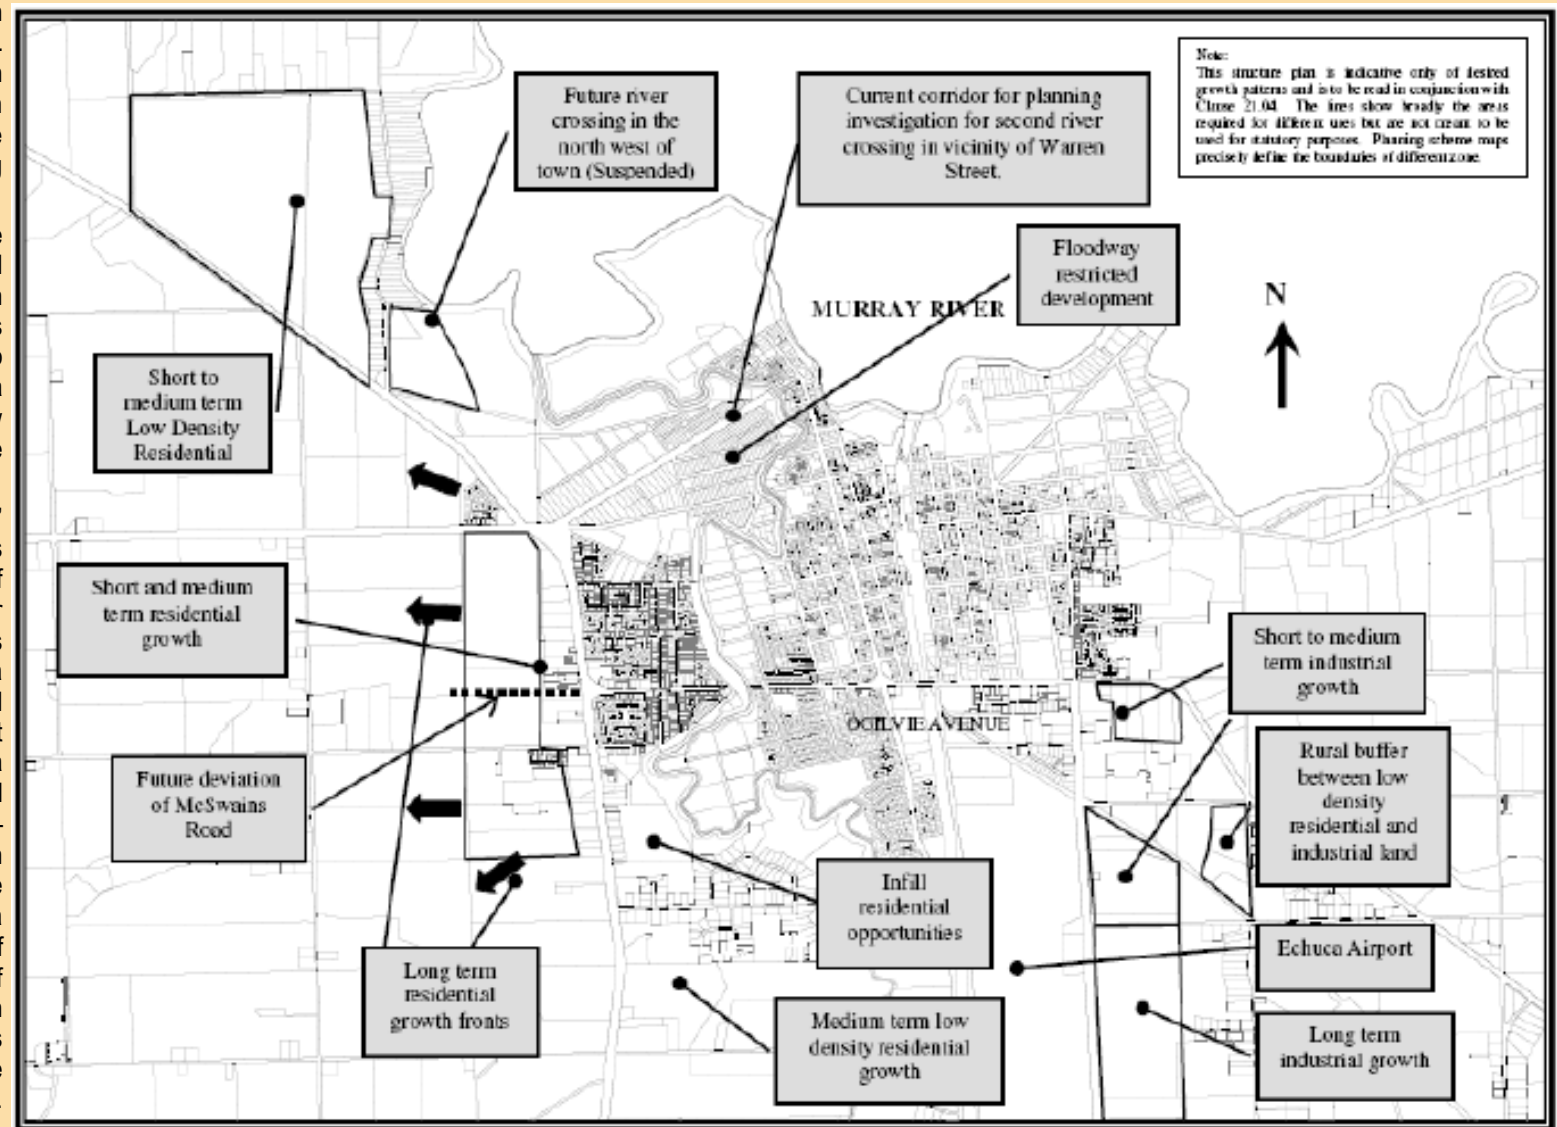 Note:
This structure plan is indicative only of desired
growth patterns and is to be read in conjunction with
Clause 21.04. The lines show broadly the areas
required for different uses but are not meant to be
used for statutory purposes. Planning scheme maps
precisely define the boundaries of different zone.
Future river
crossing in the
north west of
town (Suspended)
Current corridor for planning
investigation for second river
crossing in vicinity of Warren
Street.
Floodway
restricted
development
MURRAY RIVER
N
Short to
medium term
Low Density
Residential
Short and medium
term residential
growth
Short to medium
term industrial
growth
OGILVIE AVENUE
Future deviation
of McSwains
Road
Rural buffer
between low
density
residential and
industrial land
Infill
residential
opportunities
Echuca Airport
Long term
residential
growth fronts
Medium term low
density residential
growth
Long term
industrial growth